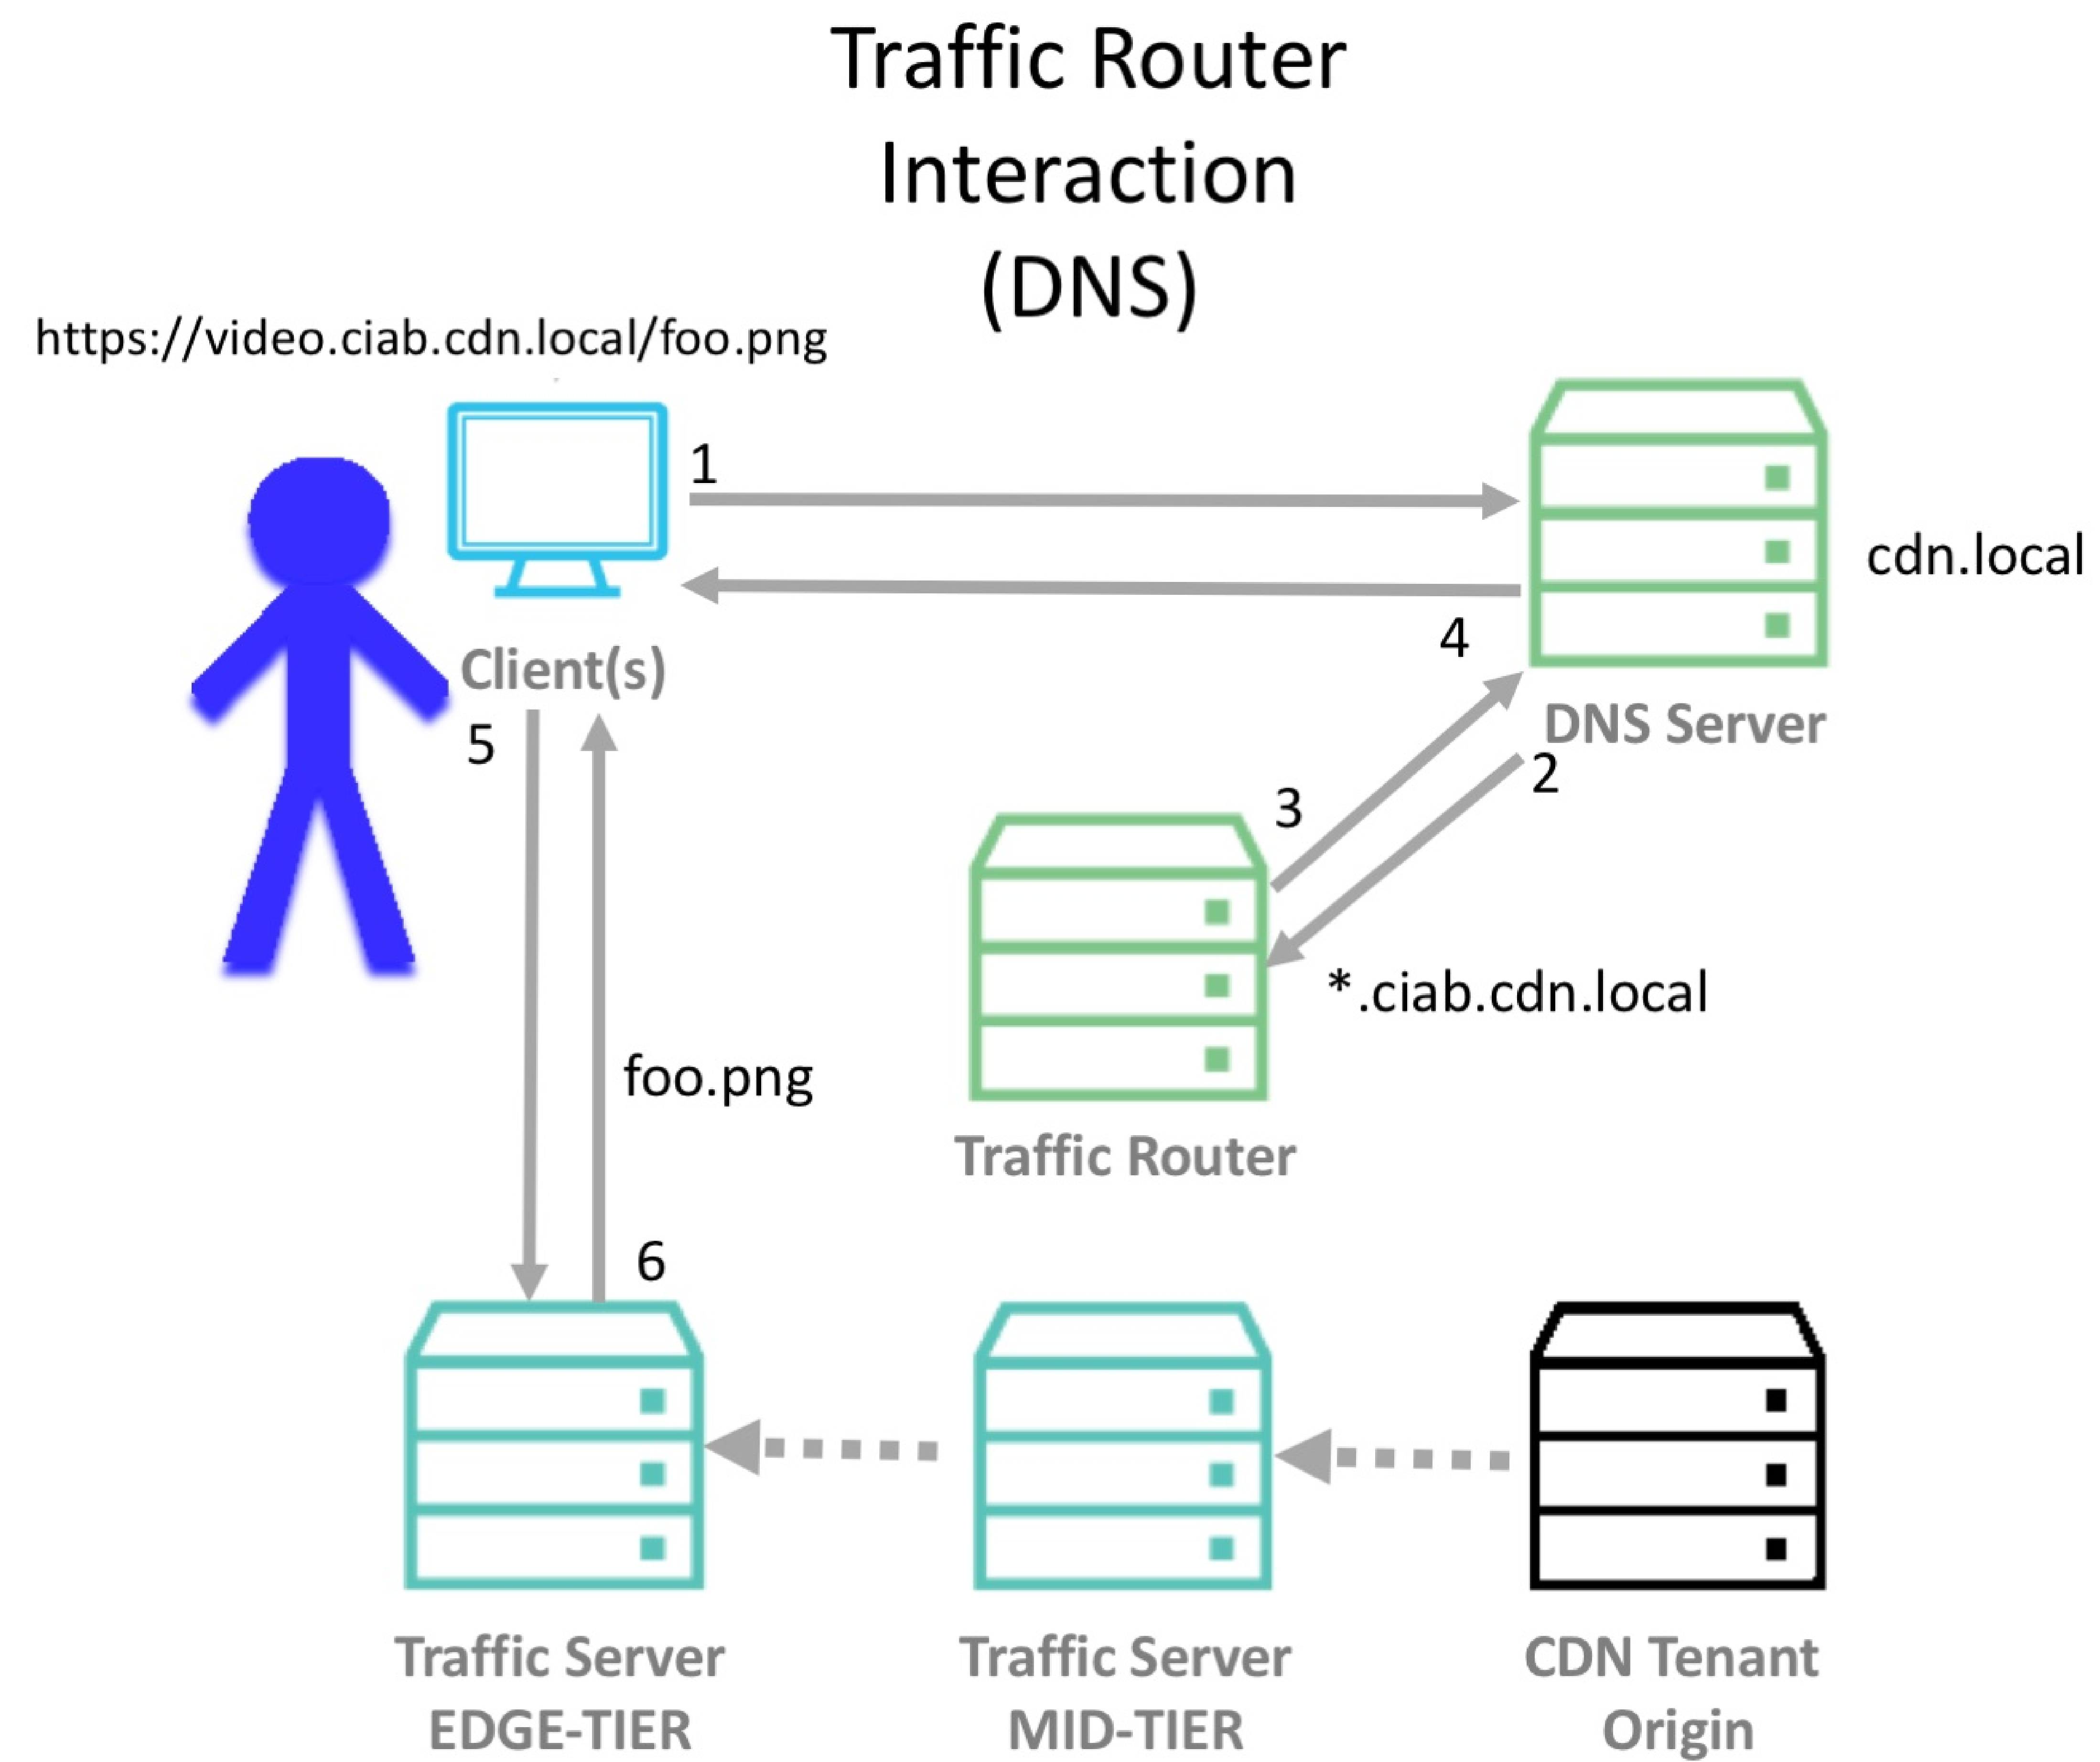 Traffic Router
Interaction
(DNS)
https://video.ciab.cdn.local/foo.png
1
cdn.local
4
Client(s)
DNS Server
5
2
3
*.ciab.cdn.local
foo.png
Traffic Router
6
Traffic Server
EDGE-TIER
Traffic Server
MID-TIER
CDN Tenant
Origin